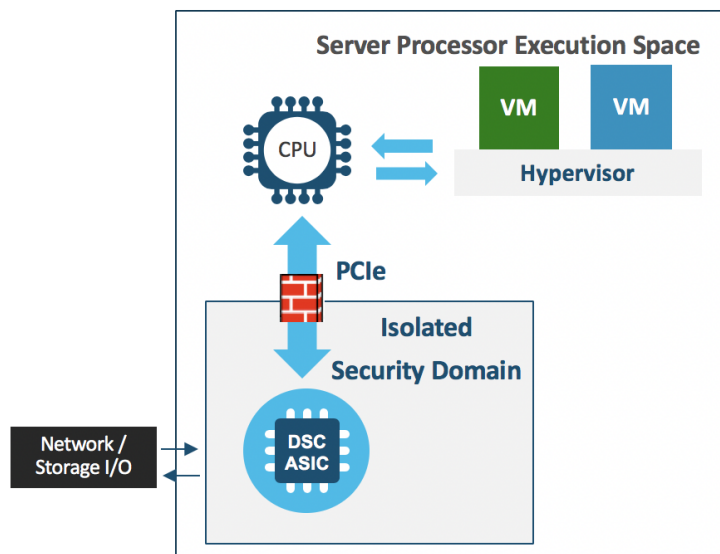 Server Processor Execution Space
VM
VM
CPU
Hypervisor
PCIe
Isolated
Security Domain
Network /
Storage I/O
DSC
ASIC